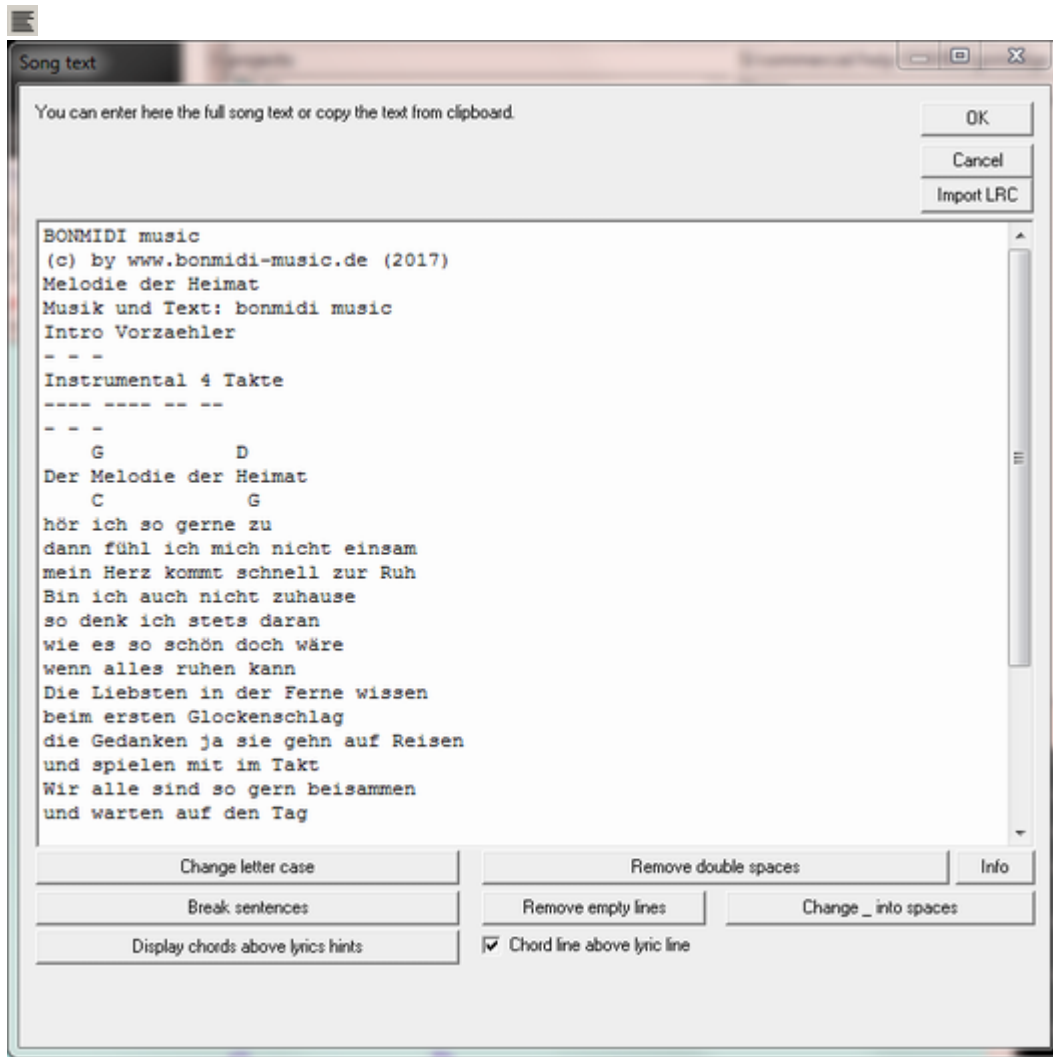 Song text
You can enter here the full song text or copy the text from clipboard.
OK
Cancel
Import LRC
BONMIDI music
(c) by www.bonmidi-music.de (2017)
Melodie der Heimat
Musik und Text: bonmidi music
Intro Vorzaehler
- - -
Instrumental 4 Takte
---- ---- -- --
- - -
    G           D
Der Melodie der Heimat
    C            G
hör ich so gerne zu
dann fühl ich mich nicht einsam
mein Herz kommt schnell zur Ruh
Bin ich auch nicht zuhause
so denk ich stets daran
wie es so schön doch wäre
wenn alles ruhen kann
Die Liebsten in der Ferne wissen
beim ersten Glockenschlag
die Gedanken ja sie gehn auf Reisen
und spielen mit im Takt
Wir alle sind so gern beisammen
und warten auf den Tag
Change letter case
Remove double spaces
Info
Break sentences
Remove empty lines
Change _ into spaces
Display chords above lyrics hints
Chord line above lyric line